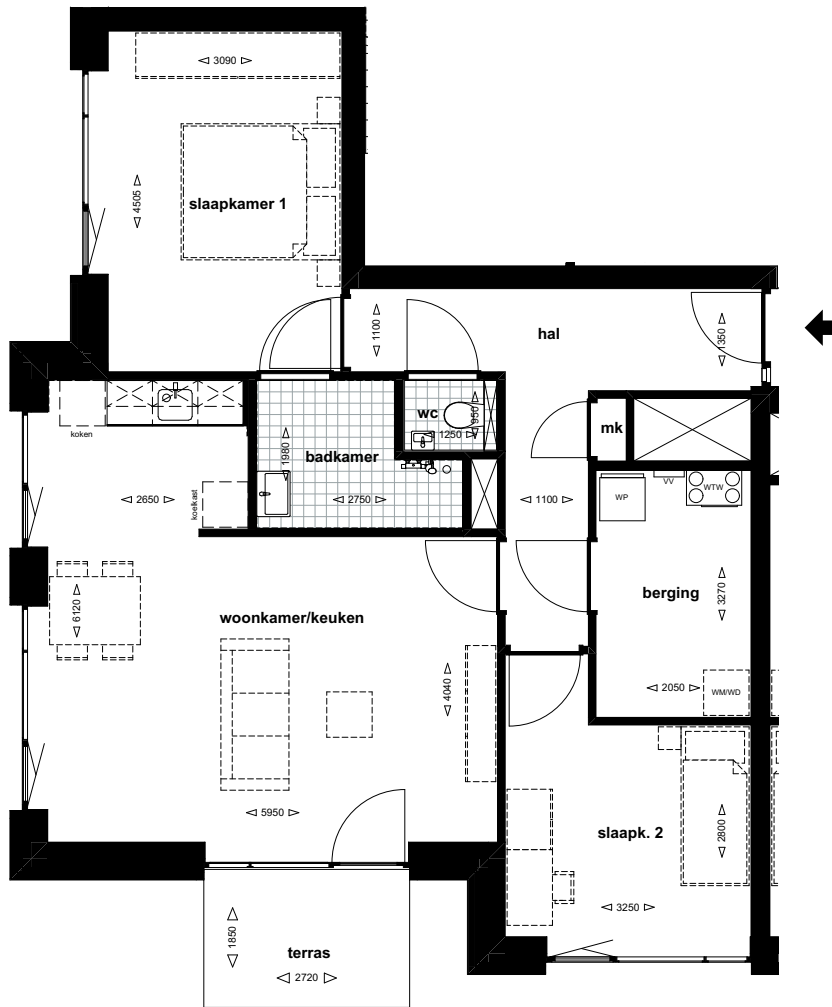 3090
4505
slaapkamer 1
1100
hal
1350
wc
950
1250
mk
koken
badkamer
1980
2750
2650
koelkast
1100
WP
VV
WTW
berging
3270
6120
woonkamer/keuken
4040
2050
WM/WD
5950
slaapk. 2
2800
3250
1850
terras
2720